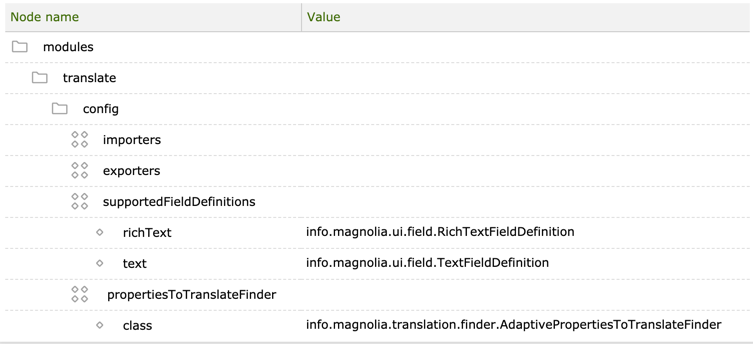 Node name Value
modules
translate
config
importers
exporters
supportedFieldDefinitions
richText info.magnolia.ui.field.RichTextFieldDefinition
text info.magnolia.ui.field.TextFieldDefinition
propertiesToTranslateFinder
class info.magnolia.translation.finder.AdaptivePropertiesToTranslateFinder